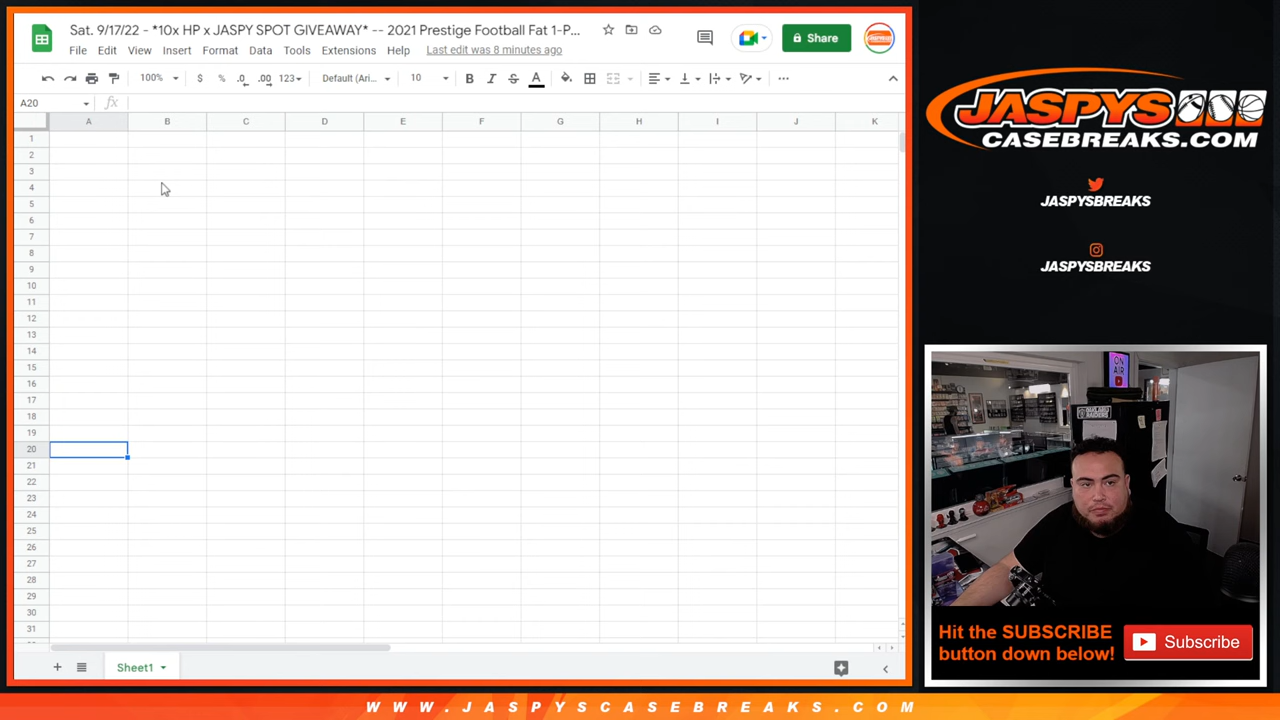 Sat. 9/17/22 - *10x HP x JASPY SPOT GIVEAWAY* -- 2021 Prestige Football Fat 1-P...
File Edit View Insert Format Data Tools Extensions Help Last edit was 8 minutes ago
Share
100% $ % .0 .00 123 Default (Ari... 10 B I S A
A20 fx
A B C D E F G H I J K
1
2
3
4
5
6
7
8
9
10
11
12
13
14
15
16
17
18
19
20
21
22
23
24
25
26
27
28
29
30
31
Sheet1
JASPYS
CASEBREAKS.COM
JASPYSBREAKS
JASPYSBREAKS
ON
AIR
Hit the SUBSCRIBE
button down below!
Subscribe
WWW.JASPYSCASEBREAKS.COM